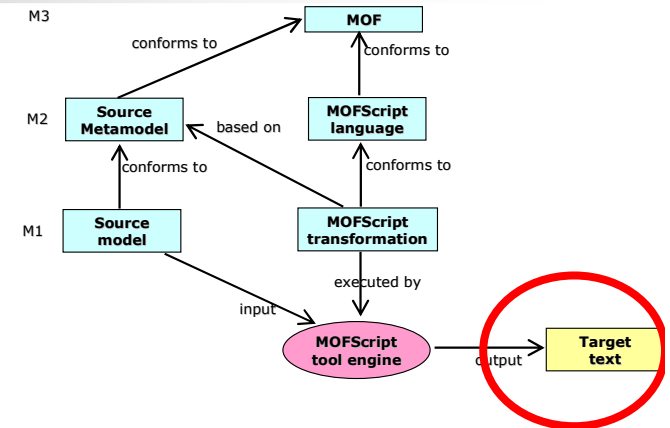 M3
MOF
conforms to
conforms to
M2
Source
Metamodel
based on
MOFScript
language
conforms to
conforms to
M1
Source
model
MOFScript
transformation
executed by
input
MOFScript
tool engine
output
Target
text